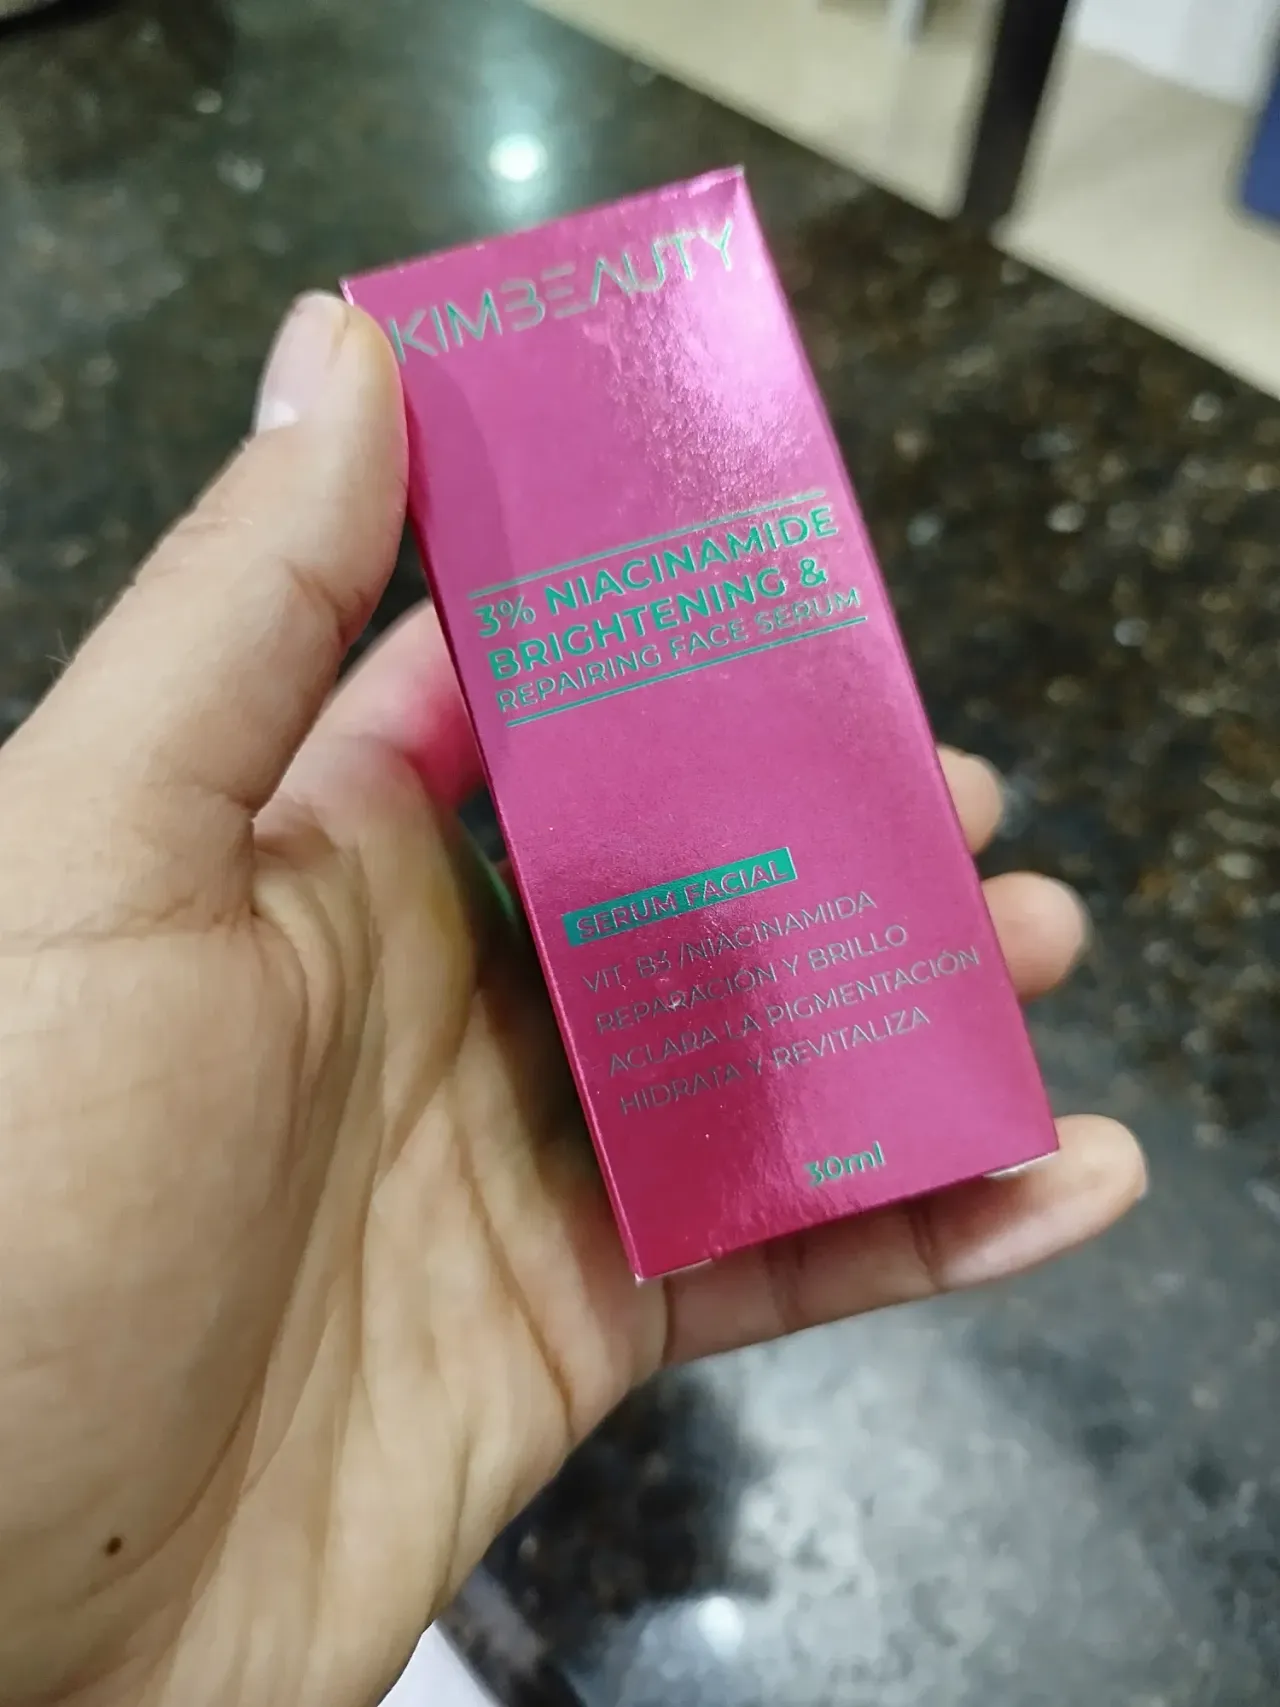 KIMBEAUTY
3% NIACINAMIDE
BRIGHTENING &
REPAIRING FACE SERUM
SERUM FACIAL
VIT. B3 /NIACINAMIDA
REPARACIÓN Y BRILLO
ACLARA LA PIGMENTACIÓN
HIDRATA Y REVITALIZA
30ml